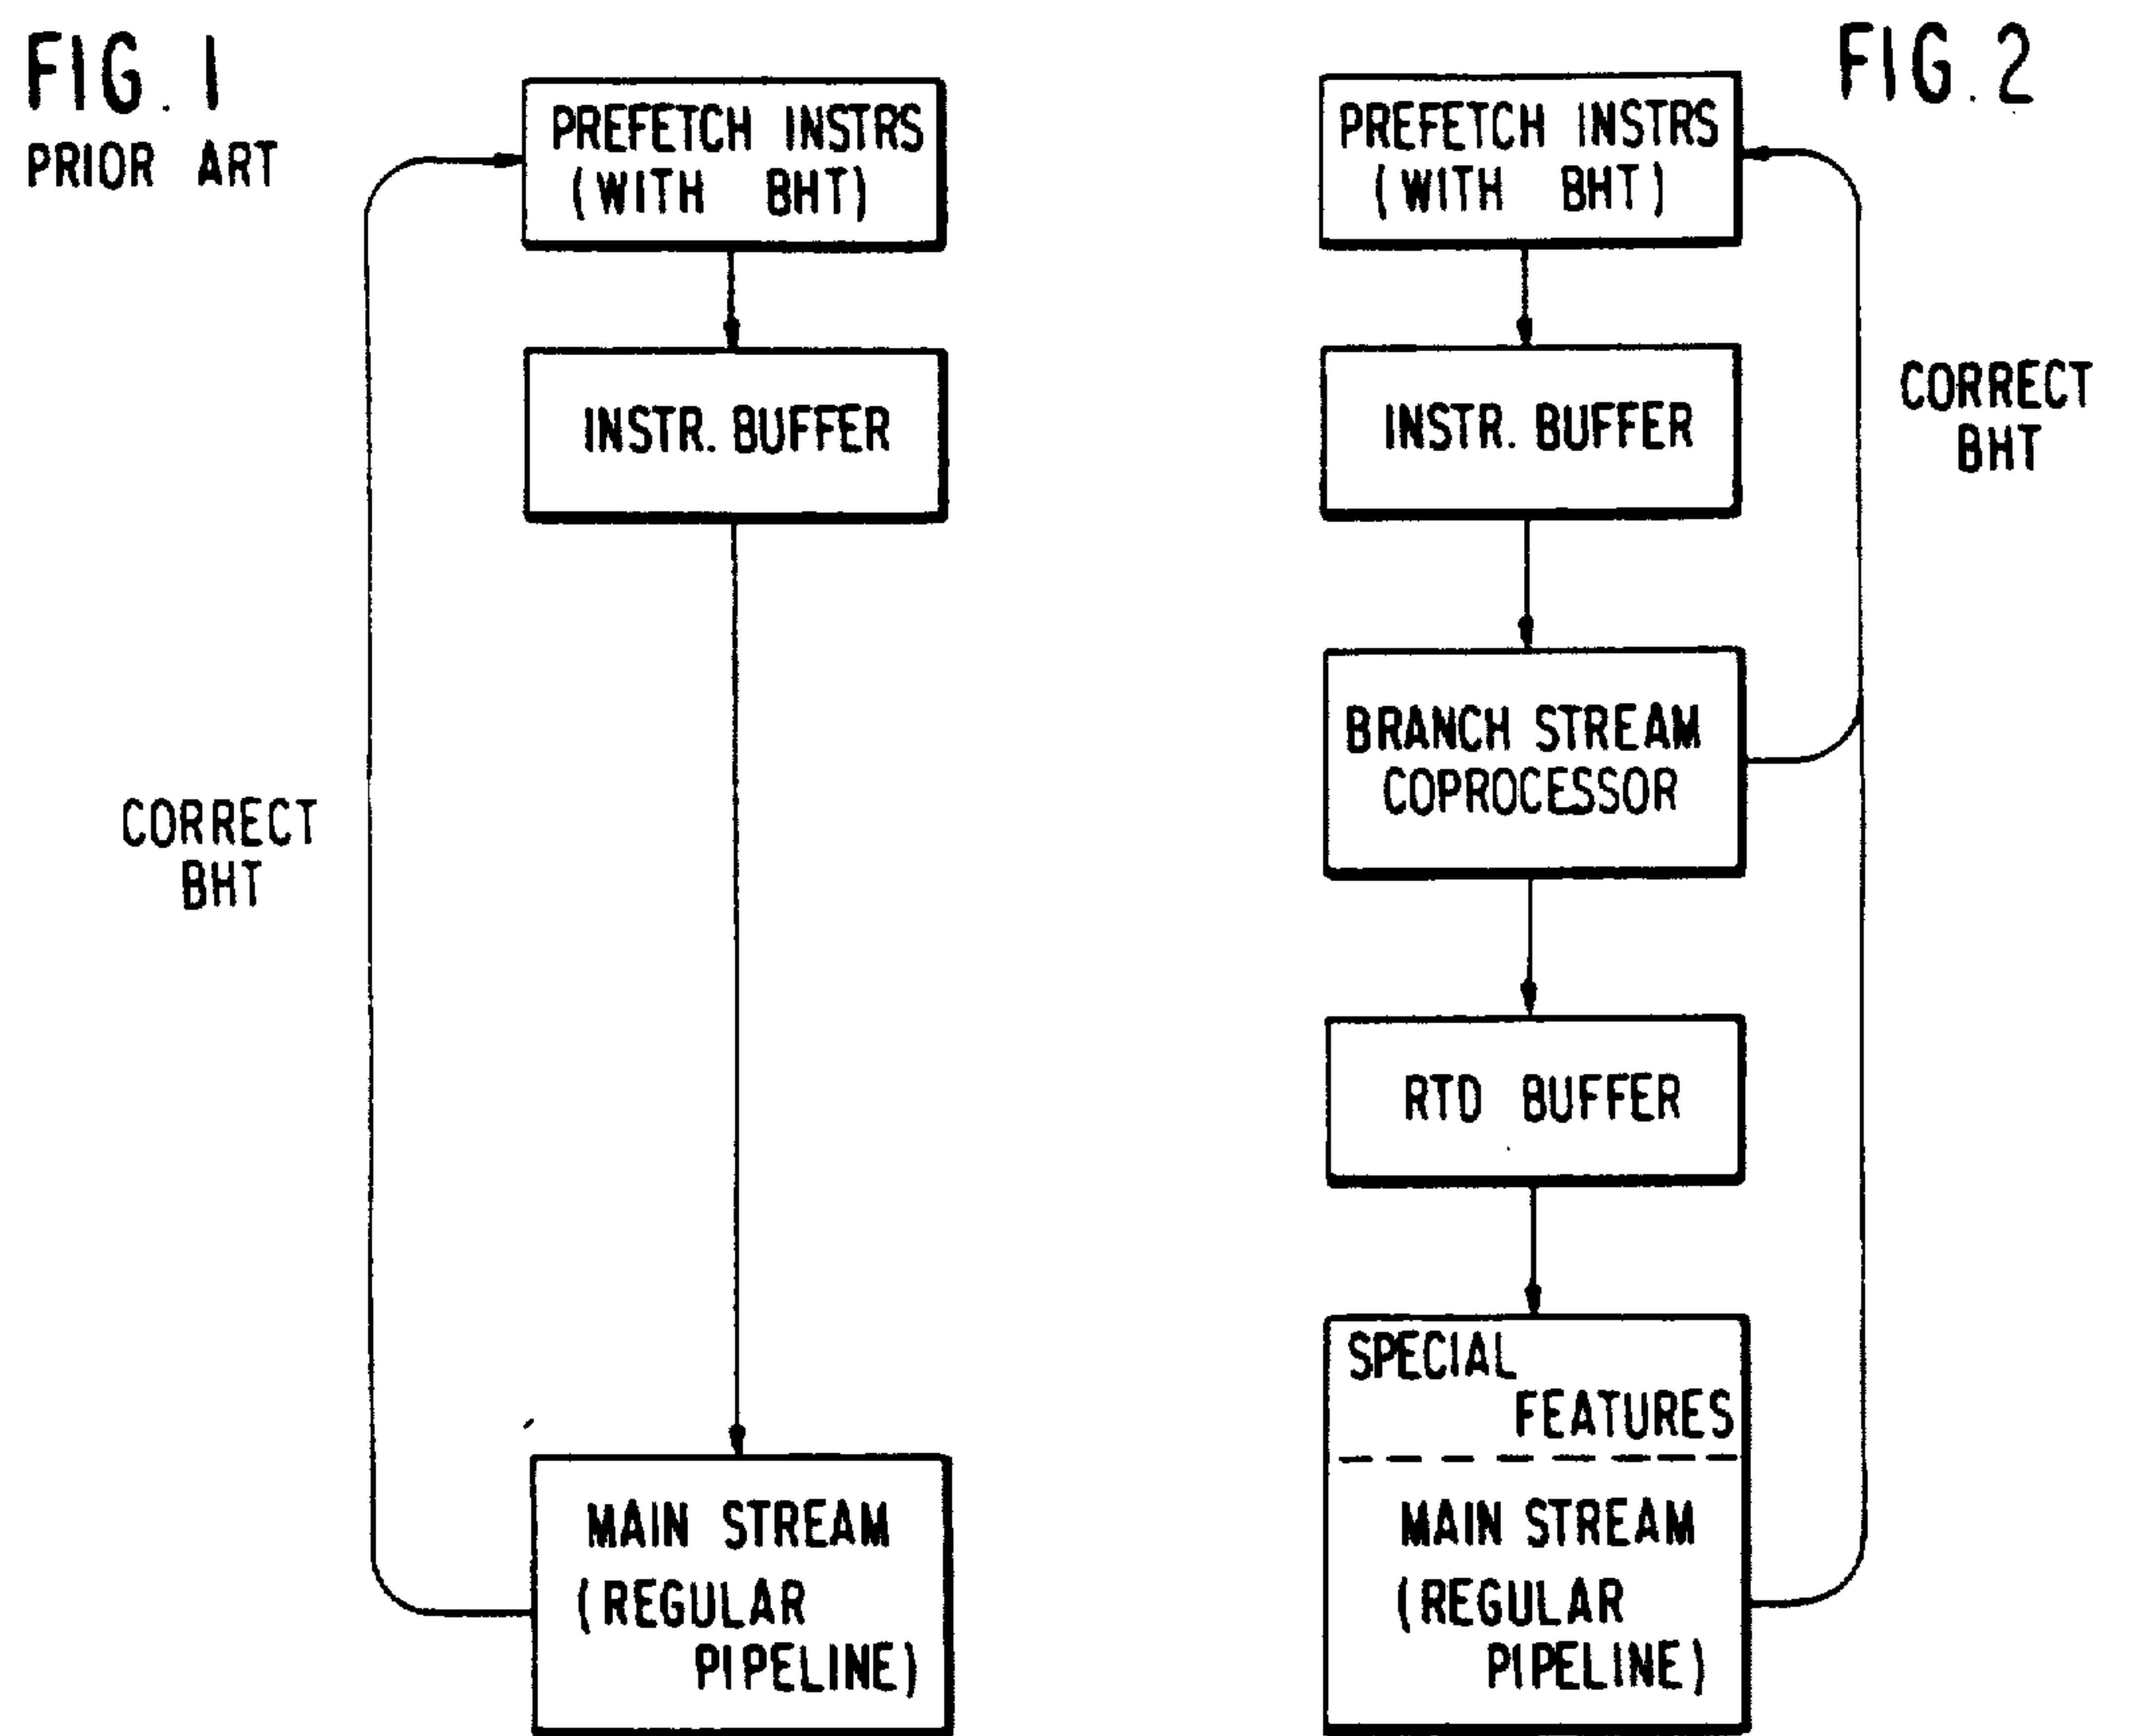 FIG. 1
PRIOR ART
PREFETCH INSTRS
(WITH BHT)
INSTR. BUFFER
CORRECT
BHT
MAIN STREAM
(REGULAR
PIPELINE)
FIG. 2
PREFETCH INSTRS
(WITH BHT)
INSTR. BUFFER
CORRECT
BHT
BRANCH STREAM
COPROCESSOR
RTD BUFFER
SPECIAL
FEATURES
MAIN STREAM
(REGULAR
PIPELINE)